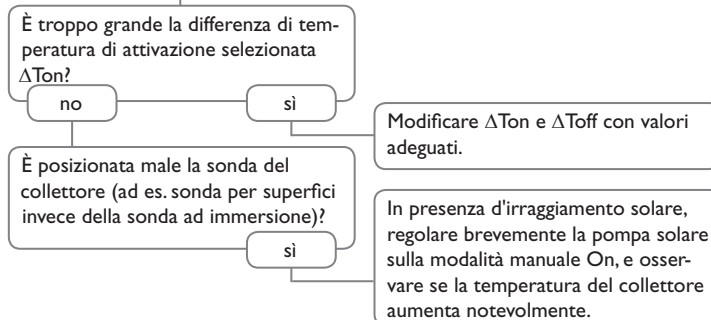 È troppo grande la differenza di tem-
peratura di attivazione selezionata
ΔTon?
no
sì
Modificare ΔTon e ΔToff con valori
adeguati.
È posizionata male la sonda del
collettore (ad es. sonda per superfici
invece della sonda ad immersione)?
sì
In presenza d'irraggiamento solare,
regolare brevemente la pompa solare
sulla modalità manuale On, e osser-
vare se la temperatura del collettore
aumenta notevolmente.